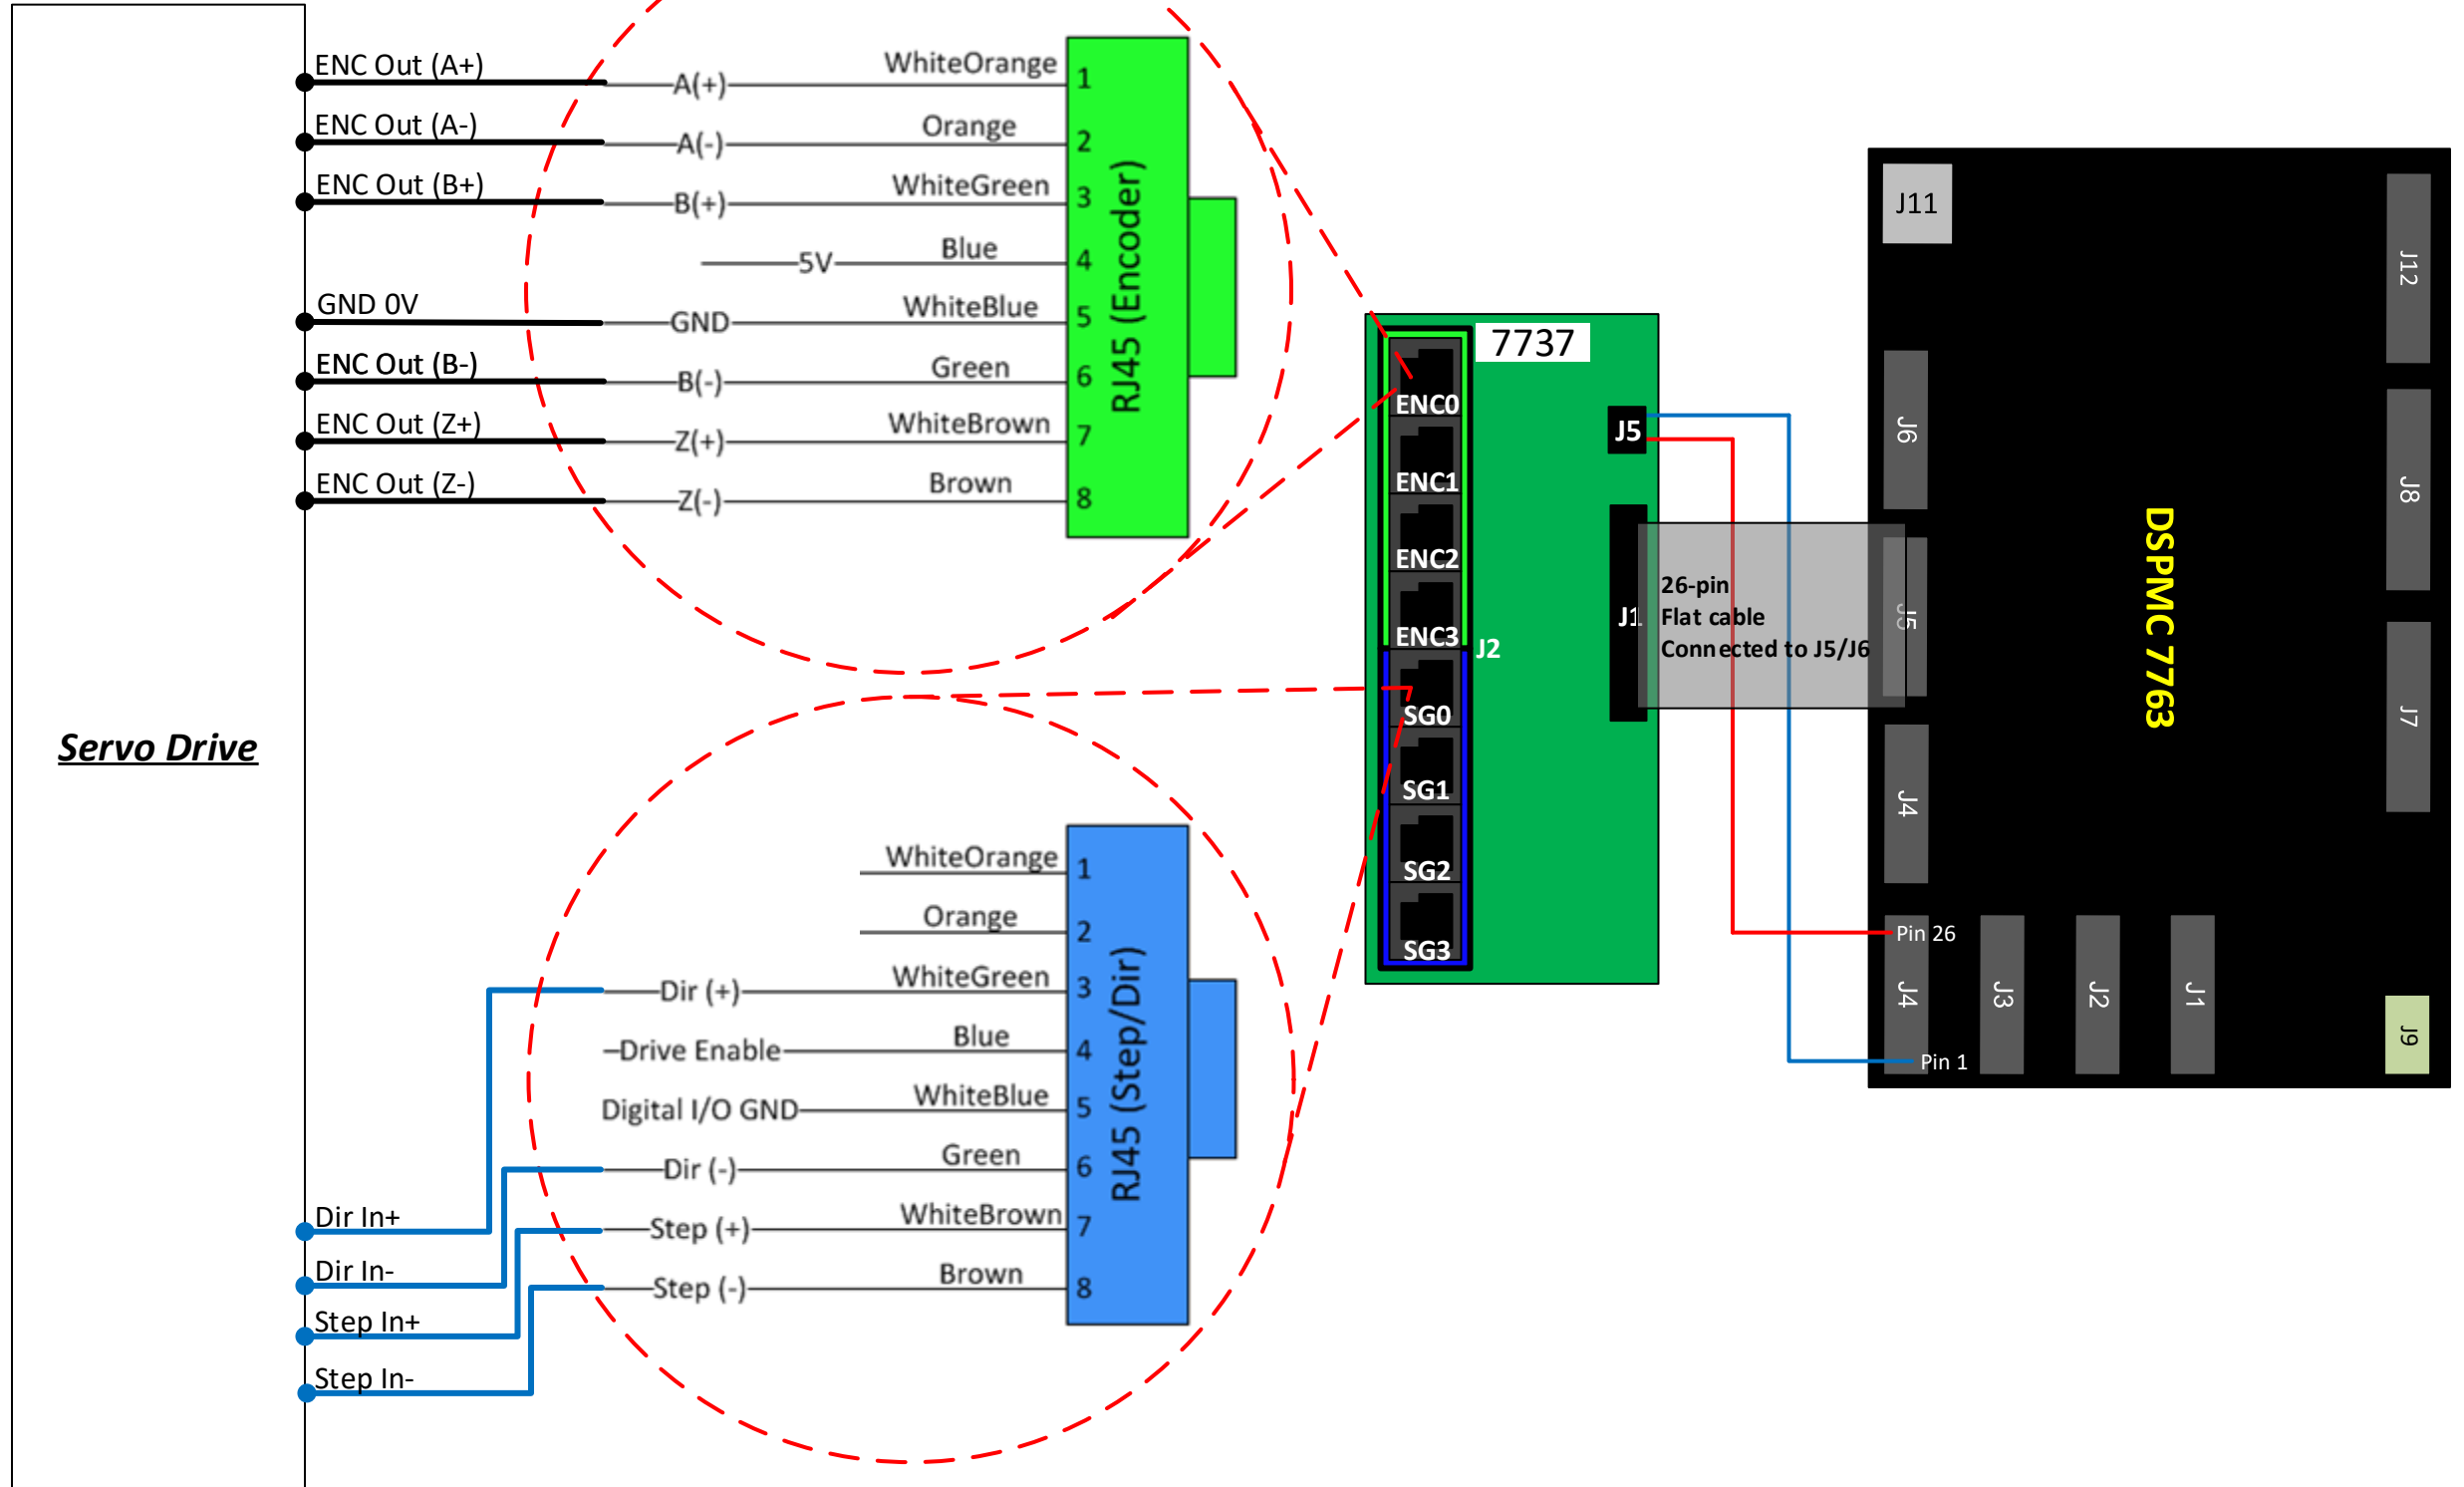 ENC Out (A+)
ENC Out (A-)
ENC Out (B+)
GND 0V
ENC Out (B-)
ENC Out (Z+)
ENC Out (Z-)
A(+)
A(-)
B(+)
5V
GND
B(-)
Z(+)
Z(-)
WhiteOrange
Orange
WhiteGreen
Blue
WhiteBlue
Green
WhiteBrown
Brown
1
2
3
4
5
6
7
8
RJ45 (Encoder)
Servo Drive
Dir In+
Dir In-
Step In+
Step In-
Dir (+)
Drive Enable
Digital I/O GND
Dir (-)
Step (+)
Step (-)
WhiteOrange
Orange
WhiteGreen
Blue
WhiteBlue
Green
WhiteBrown
Brown
1
2
3
4
5
6
7
8
RJ45 (Step/Dir)
7737
ENC0
ENC1
ENC2
ENC3
SG0
SG1
SG2
SG3
J2
J5
J1
26-pin
Flat cable
Connected to J5/J6
J11
J6
J5
J4
Pin 26
J4
Pin 1
J3
J2
J1
DSPMC 7763
J12
J8
J7
J9